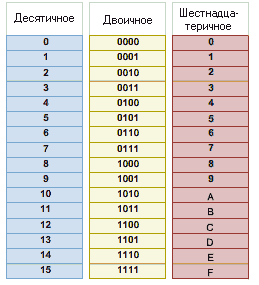 Десятичное Двоичное Шестнадца-
теричное
0 0000 0
1 0001 1
2 0010 2
3 0011 3
4 0100 4
5 0101 5
6 0110 6
7 0111 7
8 1000 8
9 1001 9
10 1010 A
11 1011 B
12 1100 C
13 1101 D
14 1110 E
15 1111 F